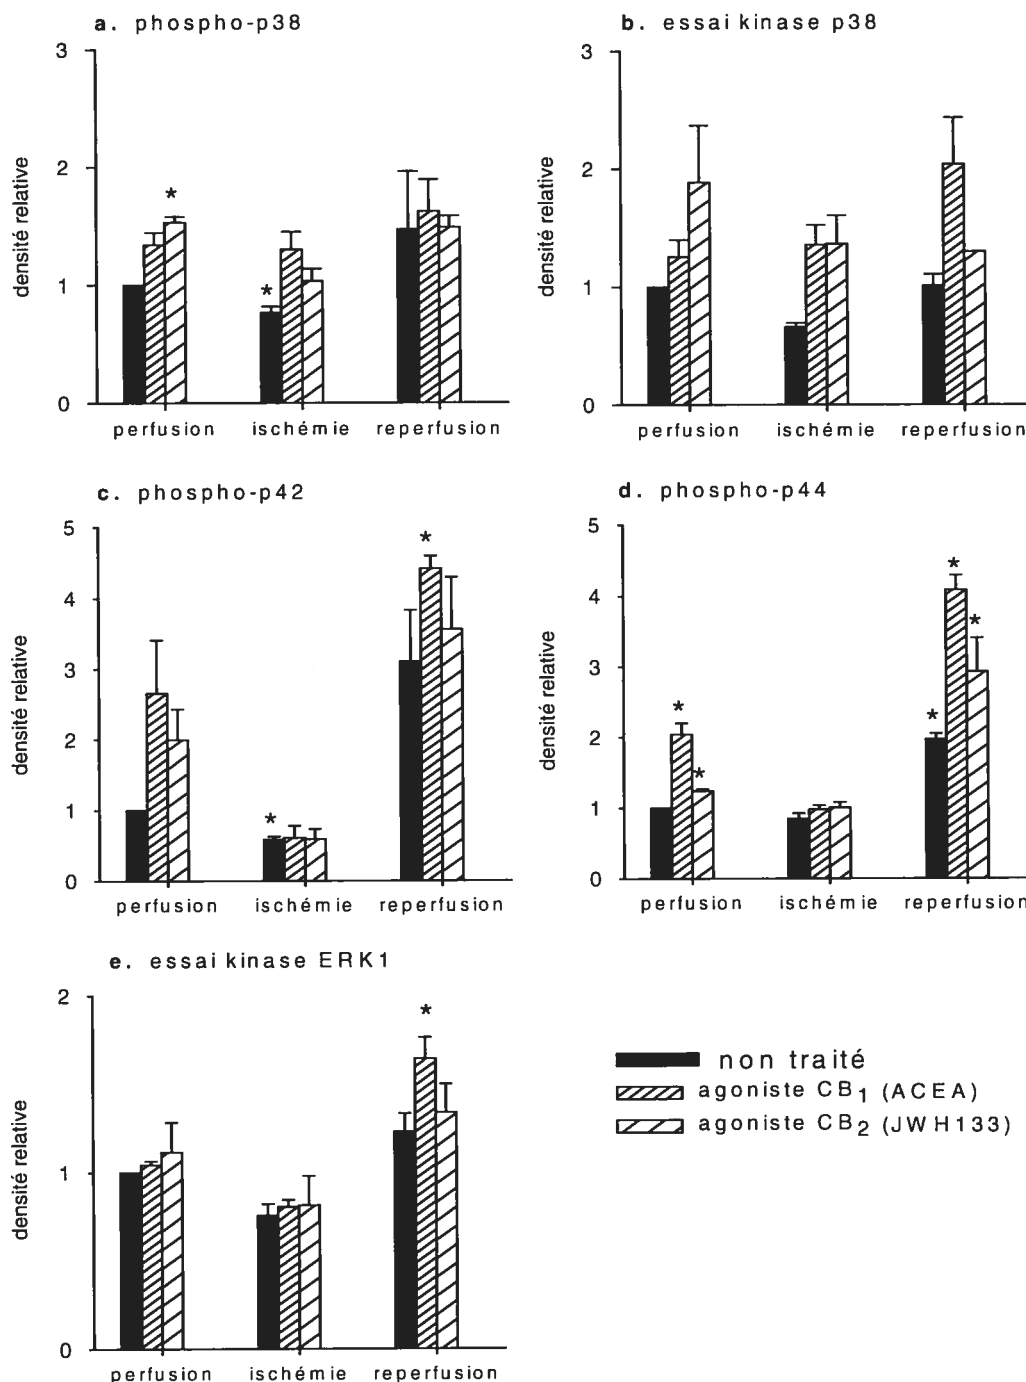 a. phospho-p38
3
2
1
0
densité relative
*
*
perfusion ischémie reperfusion
b. essai kinase p38
3
2
1
0
densité relative
perfusion ischémie reperfusion
c. phospho-p42
5
4
3
2
1
0
densité relative
*
*
perfusion ischémie reperfusion
d. phospho-p44
5
4
3
2
1
0
densité relative
*
*
*
*
*
perfusion ischémie reperfusion
e. essai kinase ERK1
2
1
0
densité relative
*
perfusion ischémie reperfusion
non traité
agoniste CB1 (ACEA)
agoniste CB2 (JWH133)